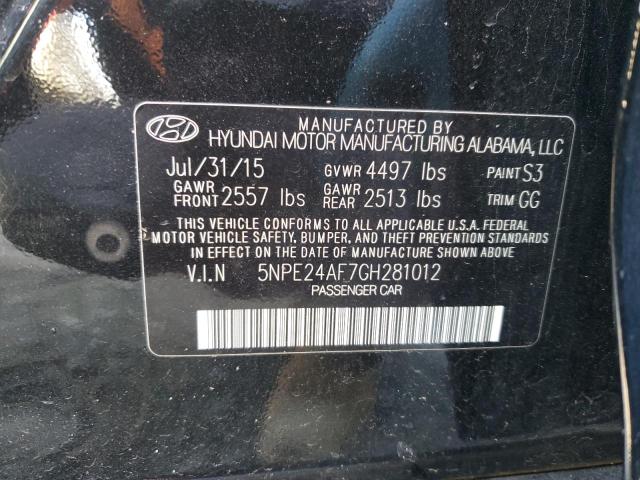 MANUFACTURED BY
HYUNDAI MOTOR MANUFACTURING ALABAMA, LLC
Jul/31/15 GVWR 4497 lbs PAINT S3
GAWR FRONT 2557 lbs GAWR REAR 2513 lbs TRIM GG
THIS VEHICLE CONFORMS TO ALL APPLICABLE U.S.A. FEDERAL
MOTOR VEHICLE SAFETY, BUMPER, AND THEFT PREVENTION STANDARDS
IN EFFECT ON THE DATE OF MANUFACTURE SHOWN ABOVE
V.I.N 5NPE24AF7GH281012
PASSENGER CAR